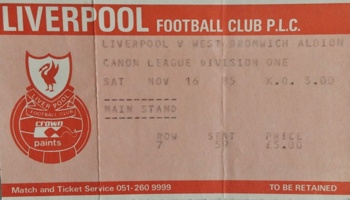 LIVERPOOL FOOTBALL CLUB P.L.C.
LIVERPOOL V WEST BROMWICH ALBION
CANON LEAGUE DIVISION ONE
SAT NOV 16 85 K.O. 3.00
LIVERPOOL
FOOTBALL CLUB
MAIN STAND
CROWN
paints
ROW SEAT PRICE
7 59 £5.00
Match and Ticket Service 051-260 9999
TO BE RETAINED